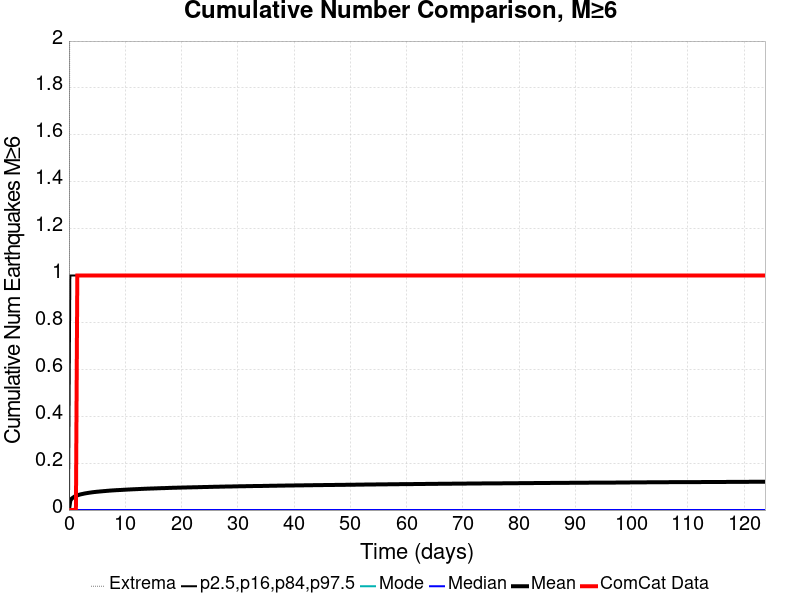 Cumulative Number Comparison, M≥6
Cumulative Num Earthquakes M≥6
2
1.8
1.6
1.4
1.2
1
0.8
0.6
0.4
0.2
0
0 10 20 30 40 50 60 70 80 90 100 110 120
Time (days)
Extrema p2.5,p16,p84,p97.5 Mode Median Mean ComCat Data